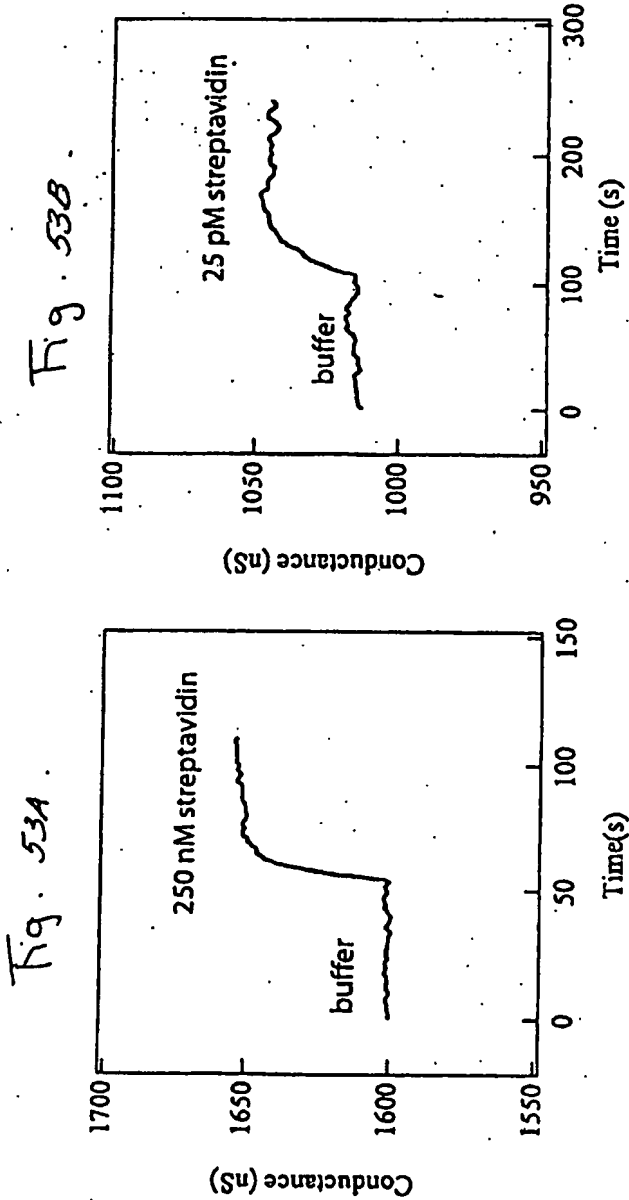 Fig. 53A.
Conductance (nS)
1700
1650
1600
1550
250 nM streptavidin
buffer
0
50
100
150
Time(s)
Fig. 53B.
Conductance (nS)
1100
1050
1000
950
25 pM streptavidin
buffer
0
100
200
300
Time (s)